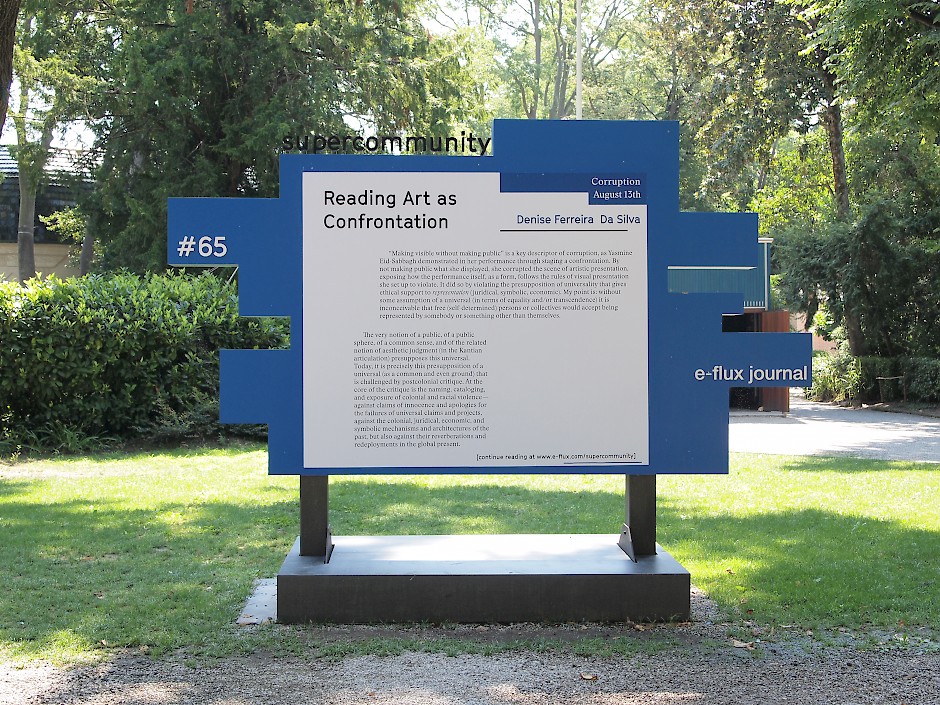 supercommunity
Corruption
August 13th
Reading Art as
Confrontation
Denise Ferreira Da Silva
#65
"Making visible without making public" is a key descriptor of corruption, as Yasmine
Eid-Sabbagh demonstrated in her performance through staging a confrontation. By
not making public what she displayed, she corrupted the scene of artistic presentation,
exposing how the performance itself, as a form, follows the rules of visual presentation
she set up to violate. It did so by violating the presupposition of universality that gives
ethical support to representation (juridical, symbolic, economic). My point is: without
some assumption of a universal (in terms of equality and/or transcendence) it is
inconceivable that free (self-determined) persons or collectives would accept being
represented by somebody or something other than themselves.
The very notion of a public, of a public
sphere, of a common sense, and of the related
notion of aesthetic judgment (in the Kantian
articulation) presupposes this universal.
Today, it is precisely this presupposition of a
universal (as a common and even ground) that
is challenged by postcolonial critique. At the
core of the critique is the naming, cataloging,
and exposure of colonial and racial violence—
against claims of innocence and apologies for
the failures of universal claims and projects,
against the colonial, juridical, economic, and
symbolic mechanisms and architectures of the
past, but also against their reverberations and
redeployments in the global present.
e-flux journal
[continue reading at www.e-flux.com/supercommunity]